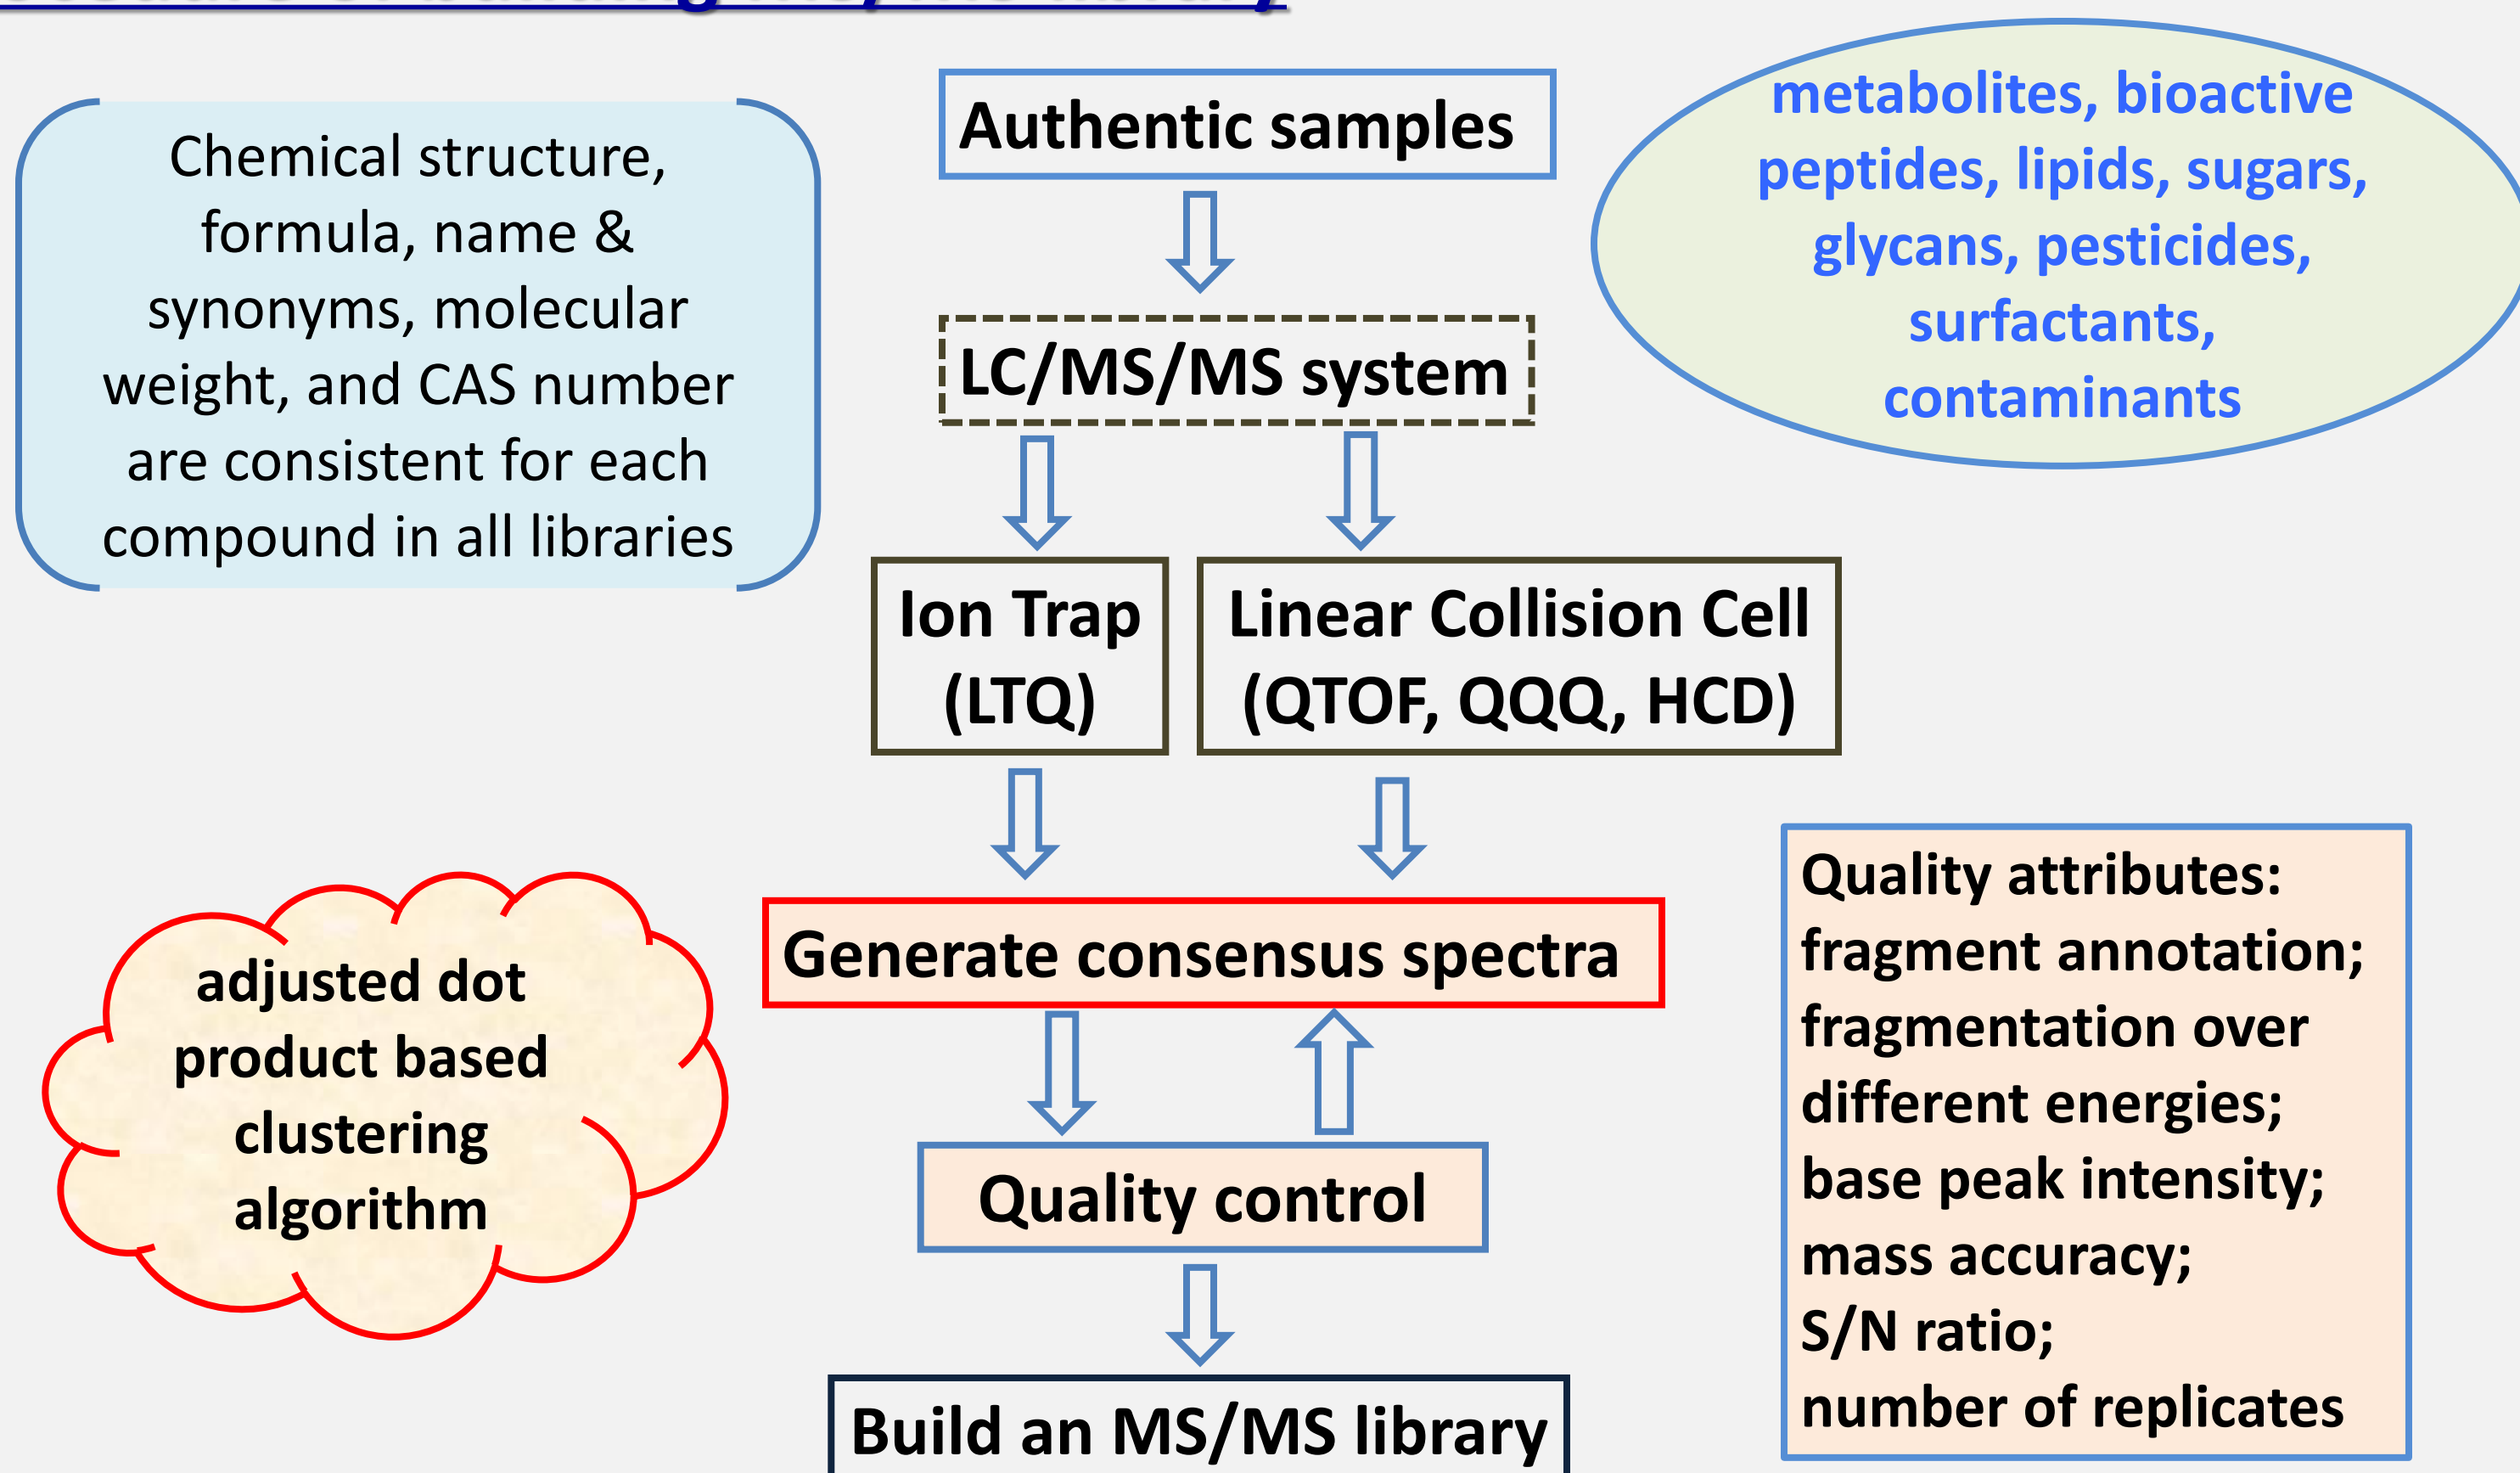 Chemical structure,
formula, name &
synonyms, molecular
weight, and CAS number
are consistent for each
compound in all libraries
Authentic samples
metabolites, bioactive
peptides, lipids, sugars,
glycans, pesticides,
surfactants,
contaminants
LC/MS/MS system
Ion Trap
(LTQ)
Linear Collision Cell
(QTOF, QQQ, HCD)
Generate consensus spectra
adjusted dot
product based
clustering
algorithm
Quality control
Quality attributes:
fragment annotation;
fragmentation over
different energies;
base peak intensity;
mass accuracy;
S/N ratio;
number of replicates
Build an MS/MS library